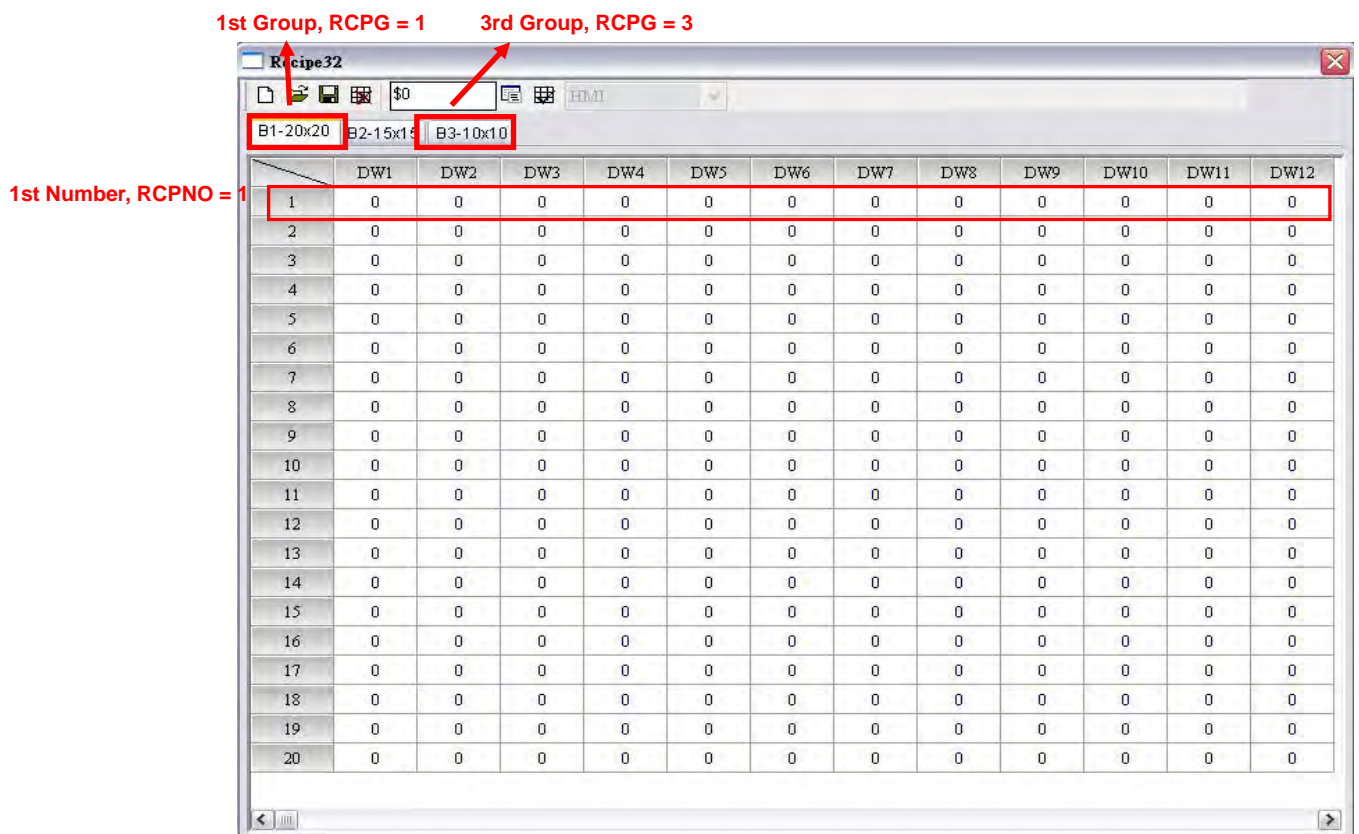 1st Group, RCPG = 1 3rd Group, RCPG = 3
Recipe32
$0 HMI
B1-20x20 B2-15x15 B3-10x10
DW1 DW2 DW3 DW4 DW5 DW6 DW7 DW8 DW9 DW10 DW11 DW12
1st Number, RCPNO = 1
1 0 0 0 0 0 0 0 0 0 0 0 0
2 0 0 0 0 0 0 0 0 0 0 0 0
3 0 0 0 0 0 0 0 0 0 0 0 0
4 0 0 0 0 0 0 0 0 0 0 0 0
5 0 0 0 0 0 0 0 0 0 0 0 0
6 0 0 0 0 0 0 0 0 0 0 0 0
7 0 0 0 0 0 0 0 0 0 0 0 0
8 0 0 0 0 0 0 0 0 0 0 0 0
9 0 0 0 0 0 0 0 0 0 0 0 0
10 0 0 0 0 0 0 0 0 0 0 0 0
11 0 0 0 0 0 0 0 0 0 0 0 0
12 0 0 0 0 0 0 0 0 0 0 0 0
13 0 0 0 0 0 0 0 0 0 0 0 0
14 0 0 0 0 0 0 0 0 0 0 0 0
15 0 0 0 0 0 0 0 0 0 0 0 0
16 0 0 0 0 0 0 0 0 0 0 0 0
17 0 0 0 0 0 0 0 0 0 0 0 0
18 0 0 0 0 0 0 0 0 0 0 0 0
19 0 0 0 0 0 0 0 0 0 0 0 0
20 0 0 0 0 0 0 0 0 0 0 0 0